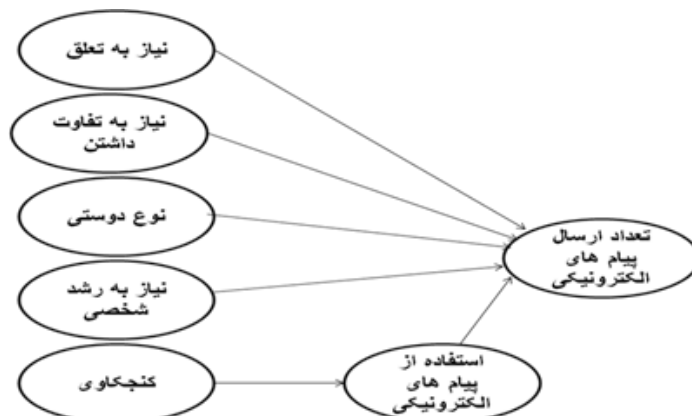 نیاز به تعلق
نیاز به تفاوت
داشتن
نوع دوستی
نیاز به رشد
شخصی
کنجکاوی
استفاده از
پیام های
الکترونیکی
تعداد ارسال
پیام های
الکترونیکی